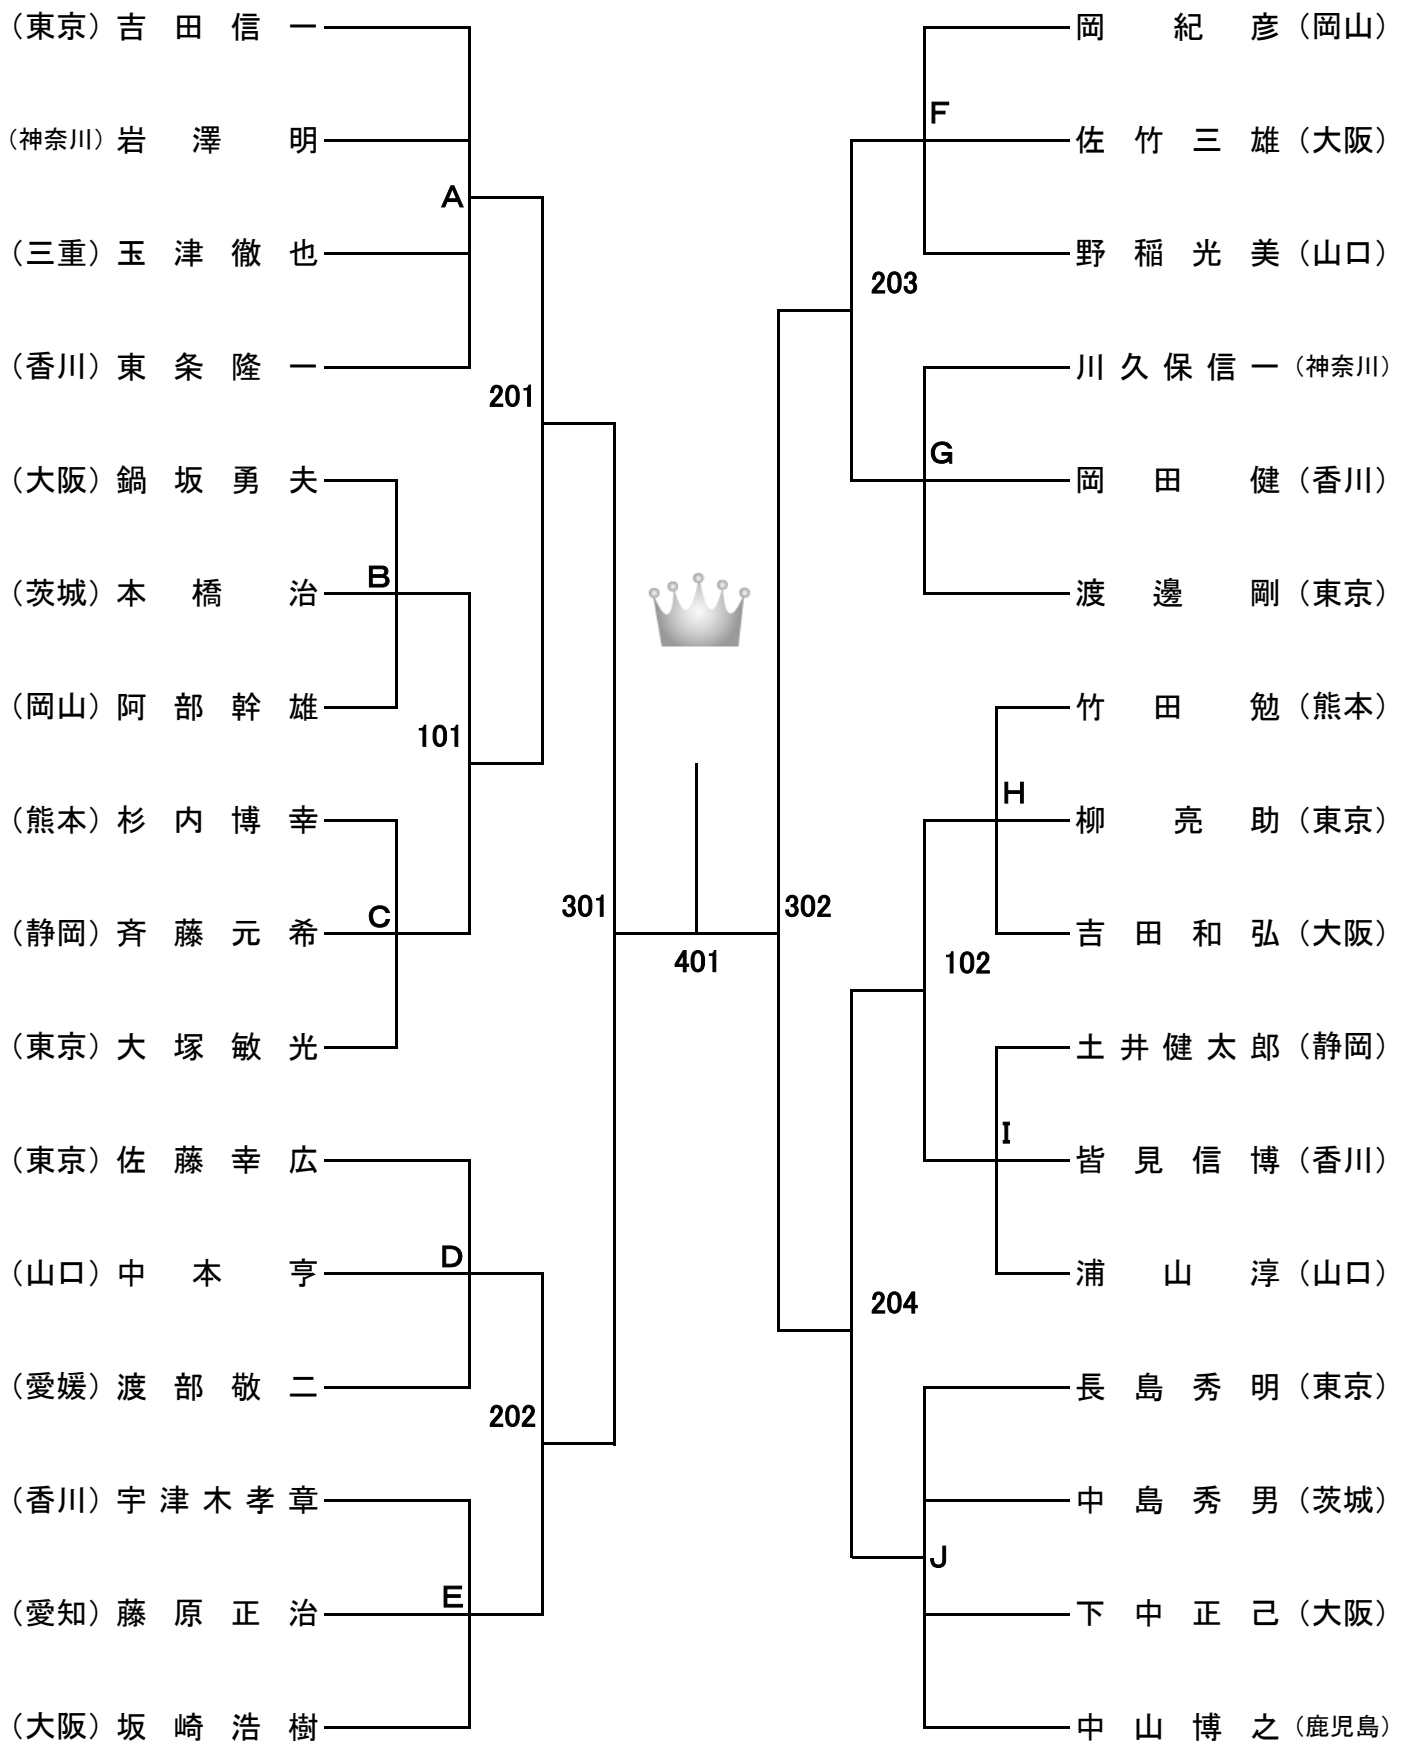 (東京) 吉田信一
(神奈川) 岩澤明
A
(三重) 玉津徹也
(香川) 東条隆一
201
(大阪) 鍋坂勇夫
B
(茨城) 本橋治
(岡山) 阿部幹雄
101
(熊本) 杉内博幸
C
(静岡) 斉藤元希
(東京) 大塚敏光
301
401
(東京) 佐藤幸広
D
(山口) 中本亨
(愛媛) 渡部敬二
202
(香川) 宇津木孝章
E
(愛知) 藤原正治
(大阪) 坂崎浩樹
岡紀彦 (岡山)
F
佐竹三雄 (大阪)
野稲光美 (山口)
203
川久保信一 (神奈川)
G
岡田健 (香川)
渡邊剛 (東京)
竹田勉 (熊本)
H
柳亮助 (東京)
302
吉田和弘 (大阪)
102
土井健太郎 (静岡)
I
皆見信博 (香川)
浦山淳 (山口)
204
長島秀明 (東京)
中島秀男 (茨城)
J
下中正己 (大阪)
中山博之 (鹿児島)